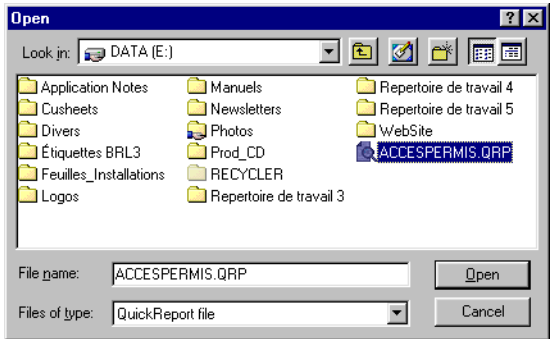 Open
Look in: DATA (E:)
Application Notes
Cusheets
Divers
Étiquettes BRL3
Feuilles_Installations
Logos
Manuels
Newsletters
Photos
Prod_CD
RECYCLER
Repertoire de travail 3
Repertoire de travail 4
Repertoire de travail 5
WebSite
ACCESPERMIS.QRP
File name: ACCESPERMIS.QRP Open
Files of type: QuickReport file Cancel